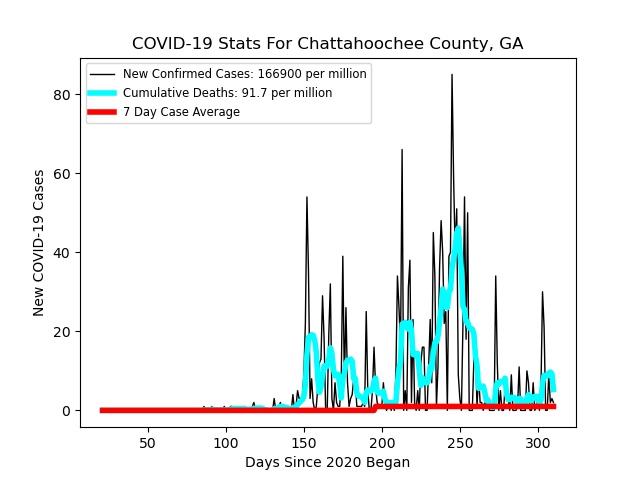 COVID-19 Stats For Chattahoochee County, GA
New Confirmed Cases: 166900 per million
Cumulative Deaths: 91.7 per million
7 Day Case Average
New COVID-19 Cases
80
60
40
20
0
50 100 150 200 250 300
Days Since 2020 Began